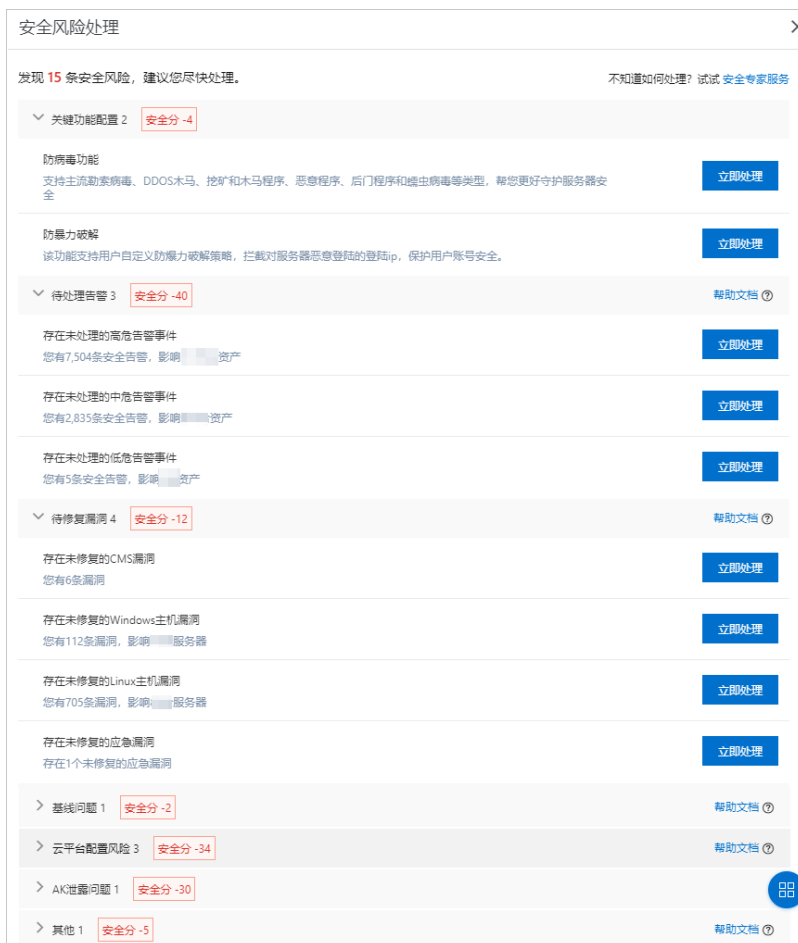 安全风险处理
发现 15 条安全风险，建议您尽快处理。
不知道如何处理？试试 安全专家服务
关键功能配置 2 安全分 -4
防病毒功能
支持主流勒索病毒、DDOS木马、挖矿和木马程序、恶意程序、后门程序和蠕虫病毒等类型，帮您更好守护服务器安
全
立即处理
防暴力破解
该功能支持用户自定义防爆力破解策略，拦截对服务器恶意登陆的登陆ip，保护用户账号安全。
立即处理
待处理告警 3 安全分 -40 帮助文档
存在未处理的高危告警事件
您有7,504条安全告警，影响 资产
立即处理
存在未处理的中危告警事件
您有2,835条安全告警，影响 资产
立即处理
存在未处理的低危告警事件
您有5条安全告警，影响 资产
立即处理
待修复漏洞 4 安全分 -12 帮助文档
存在未修复的CMS漏洞
您有6条漏洞
立即处理
存在未修复的Windows主机漏洞
您有112条漏洞，影响 服务器
立即处理
存在未修复的Linux主机漏洞
您有705条漏洞，影响 服务器
立即处理
存在未修复的应急漏洞
存在1个未修复的应急漏洞
立即处理
基线问题 1 安全分 -2 帮助文档
云平台配置风险 3 安全分 -34 帮助文档
AK泄露问题 1 安全分 -30
其他 1 安全分 -5 帮助文档